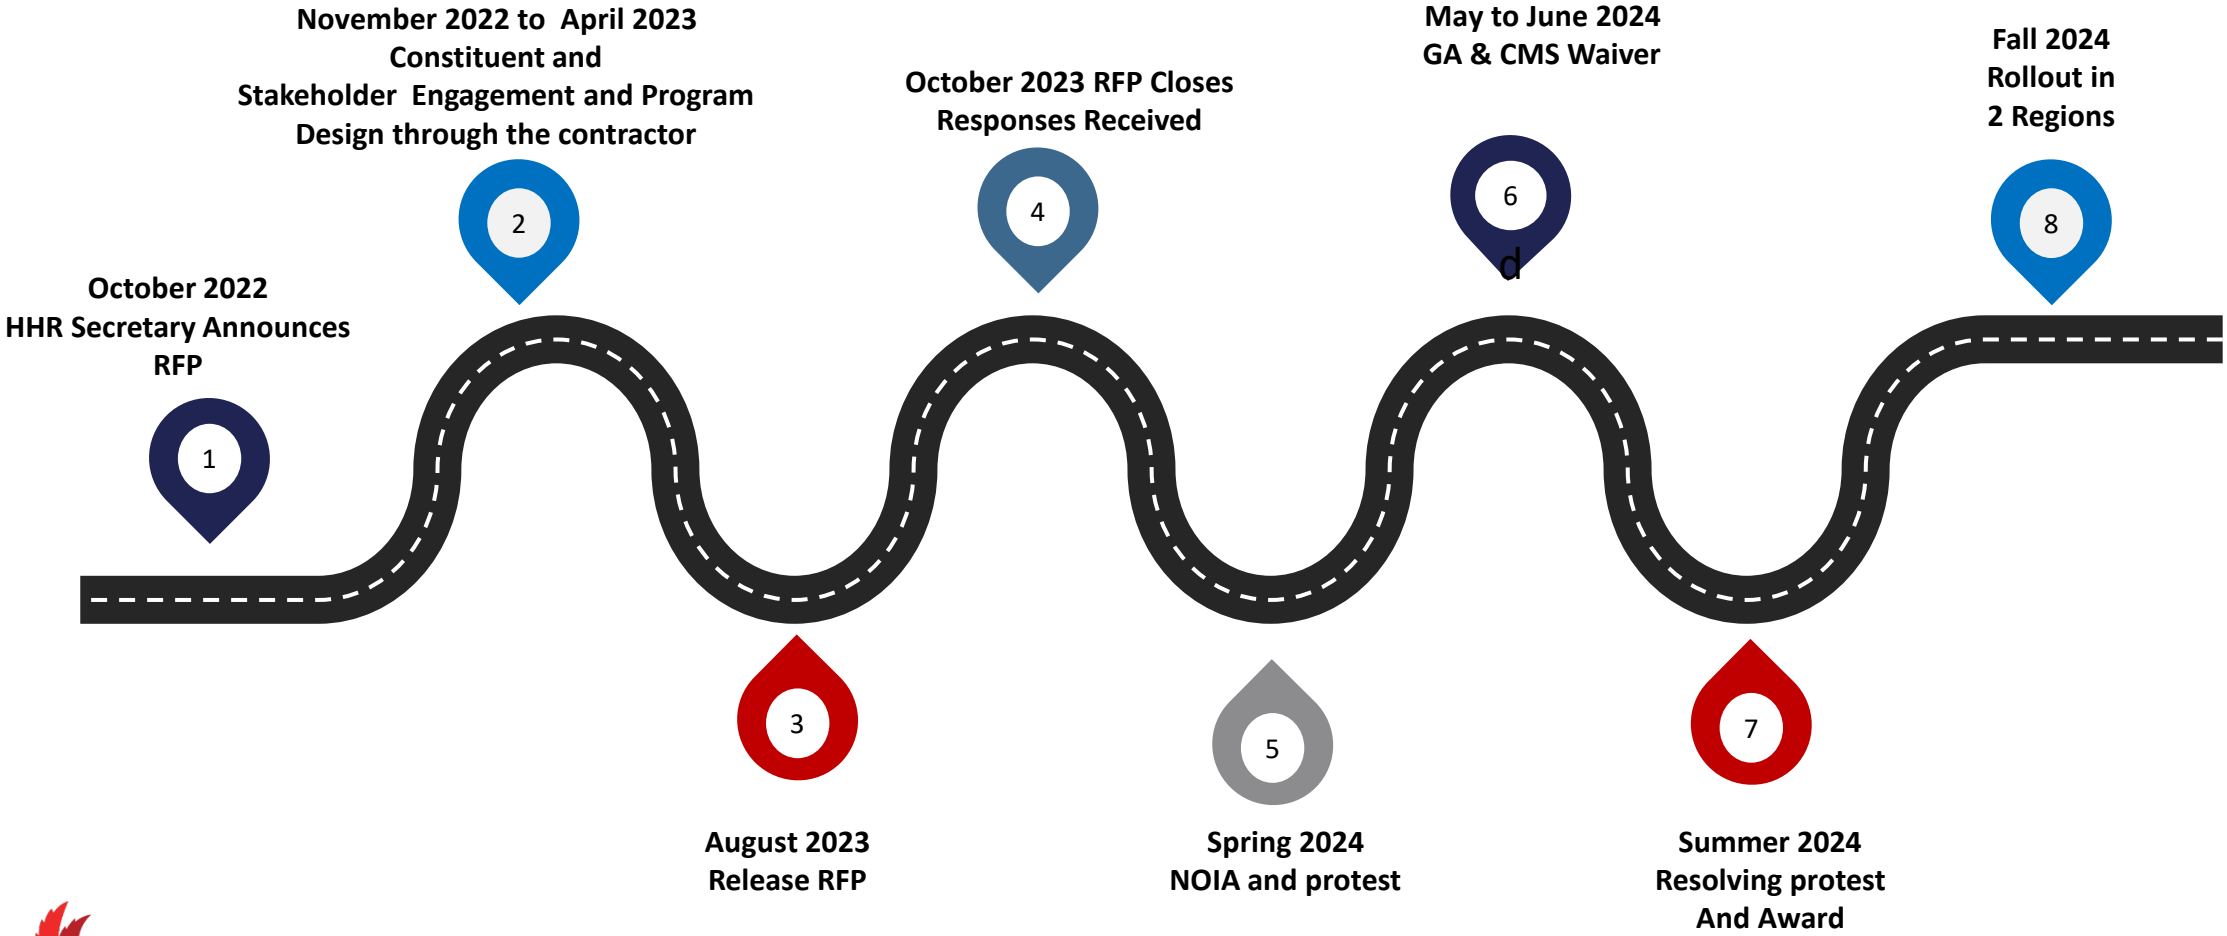 October 2022
HHR Secretary Announces
RFP
1
November 2022 to  April 2023
Constituent and
Stakeholder  Engagement and Program
Design through the contractor
2
3
August 2023
Release RFP
October 2023 RFP Closes
Responses Received
4
5
Spring 2024
NOIA and protest
May to June 2024
GA & CMS Waiver
6
d
7
Summer 2024
Resolving protest
And Award
Fall 2024
Rollout in
2 Regions
8